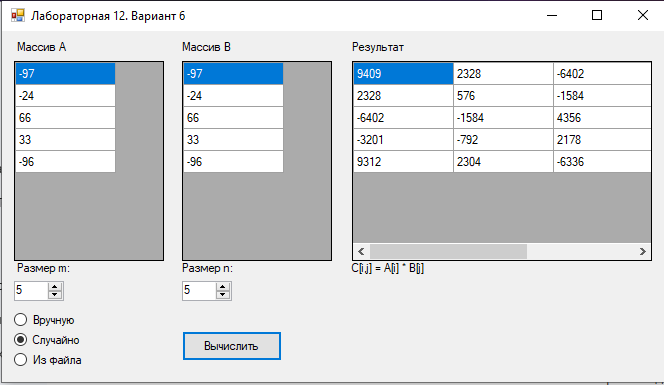 Лабораторная 12. Вариант 6
Массив A
Массив B
Результат
-97
-24
66
33
-96
-97
-24
66
33
-96
9409 2328 -6402
2328 576 -1584
-6402 -1584 4356
-3201 -792 2178
9312 2304 -6336
Размер m:
Размер n:
C[i,j] = A[i] * B[j]
5
5
Вручную
Случайно
Из файла
Вычислить